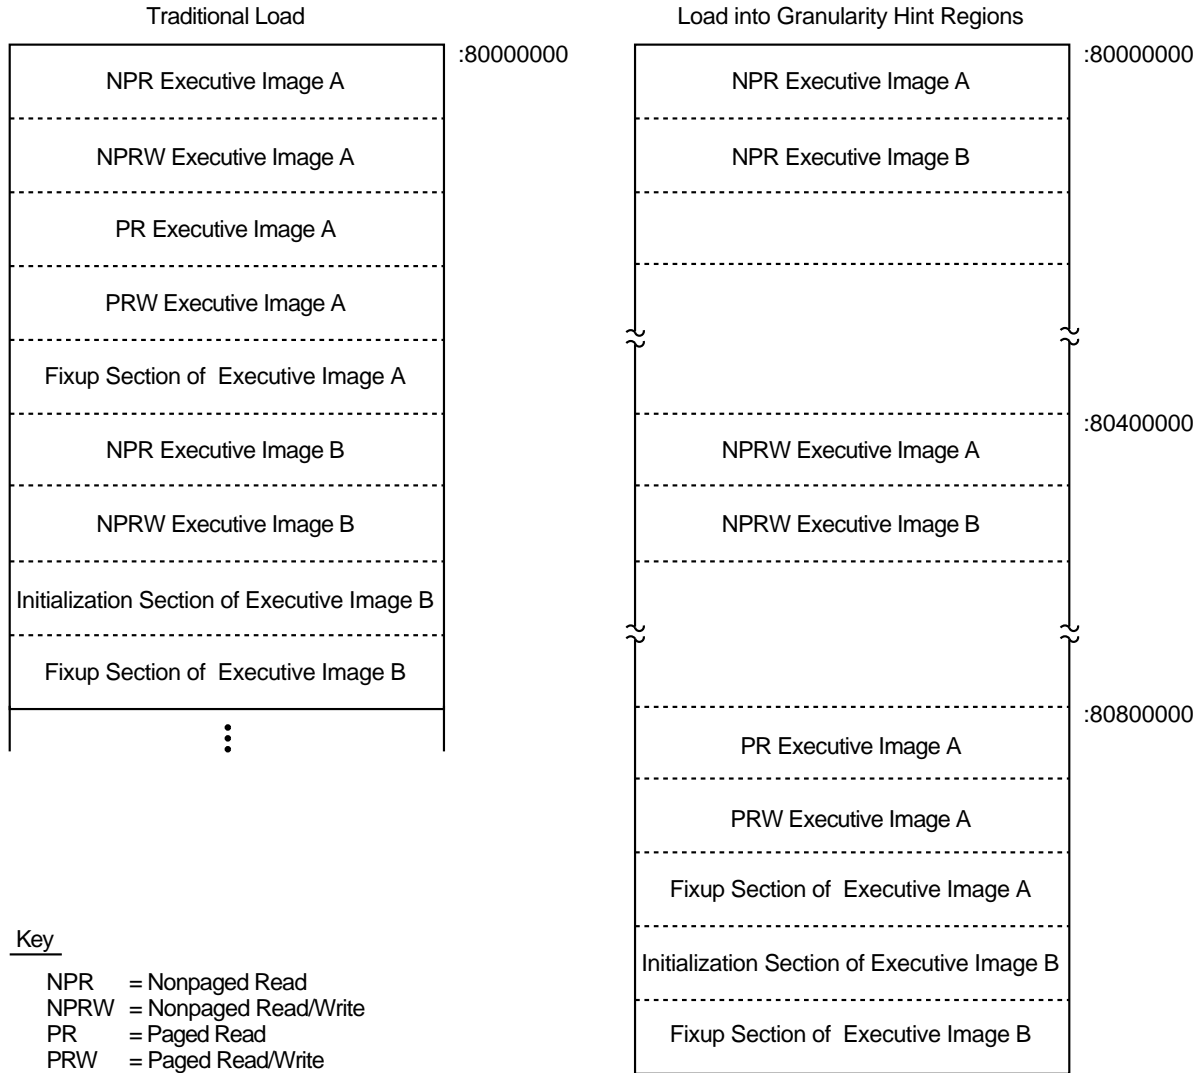 Traditional Load
:80000000
NPR Executive Image A
NPRW Executive Image A
PR Executive Image A
PRW Executive Image A
Fixup Section of Executive Image A
NPR Executive Image B
NPRW Executive Image B
Initialization Section of Executive Image B
Fixup Section of Executive Image B
Load into Granularity Hint Regions
:80000000
NPR Executive Image A
NPR Executive Image B
:80400000
NPRW Executive Image A
NPRW Executive Image B
:80800000
PR Executive Image A
PRW Executive Image A
Fixup Section of Executive Image A
Initialization Section of Executive Image B
Fixup Section of Executive Image B
Key
NPR = Nonpaged Read
NPRW = Nonpaged Read/Write
PR = Paged Read
PRW = Paged Read/Write